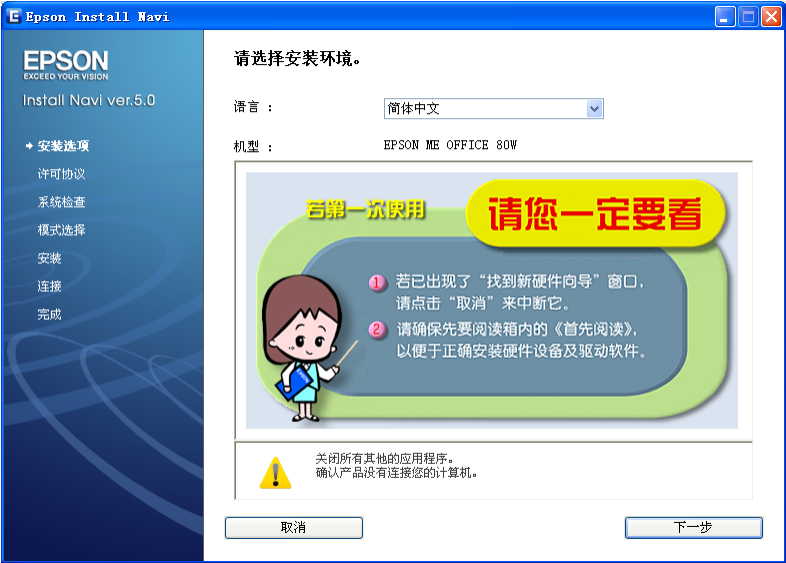 Epson Install Navi
EPSON
EXCEED YOUR VISION
Install Navi ver.5.0
安装选项
许可协议
系统检查
模式选择
安装
连接
完成
请选择安装环境。
语言 :
简体中文
机型 :
EPSON ME OFFICE 80W
若第一次使用
请您一定要看
1 若已出现了“找到新硬件向导”窗口,
请点击“取消”来中断它。
2 请确保先要阅读箱内的《首先阅读》,
以便于正确安装硬件设备及驱动软件。
EPSON
关闭所有其他的应用程序。
确认产品没有连接您的计算机。
取消
下一步